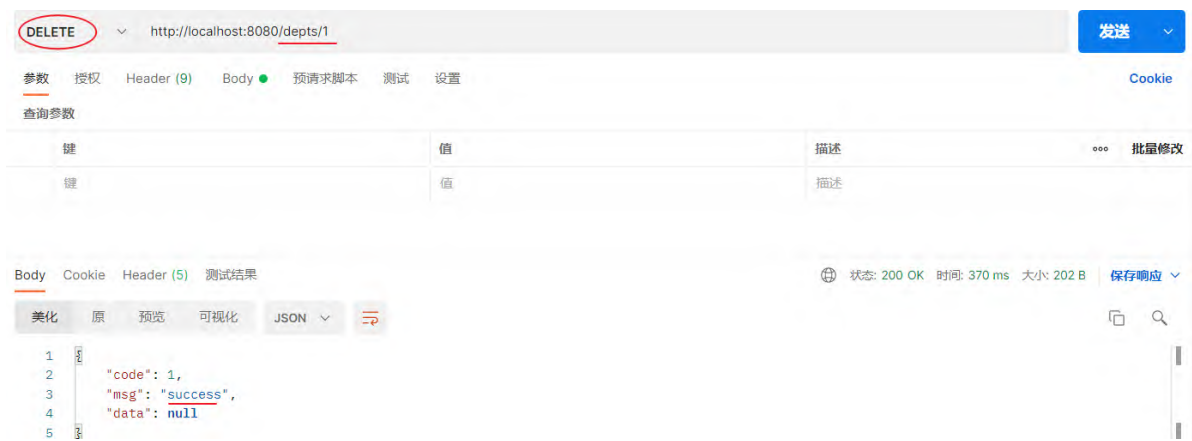 DELETE http://localhost:8080/depts/1 发送
参数 授权 Header (9) Body 预请求脚本 测试 设置 Cookie
查询参数
键 值 描述 ooo 批量修改
键 值 描述
Body Cookie Header (5) 测试结果 状态: 200 OK 时间: 370 ms 大小: 202 B 保存响应
美化 原 预览 可视化 JSON
1 {
2 "code": 1,
3 "msg": "success",
4 "data": null
5 }